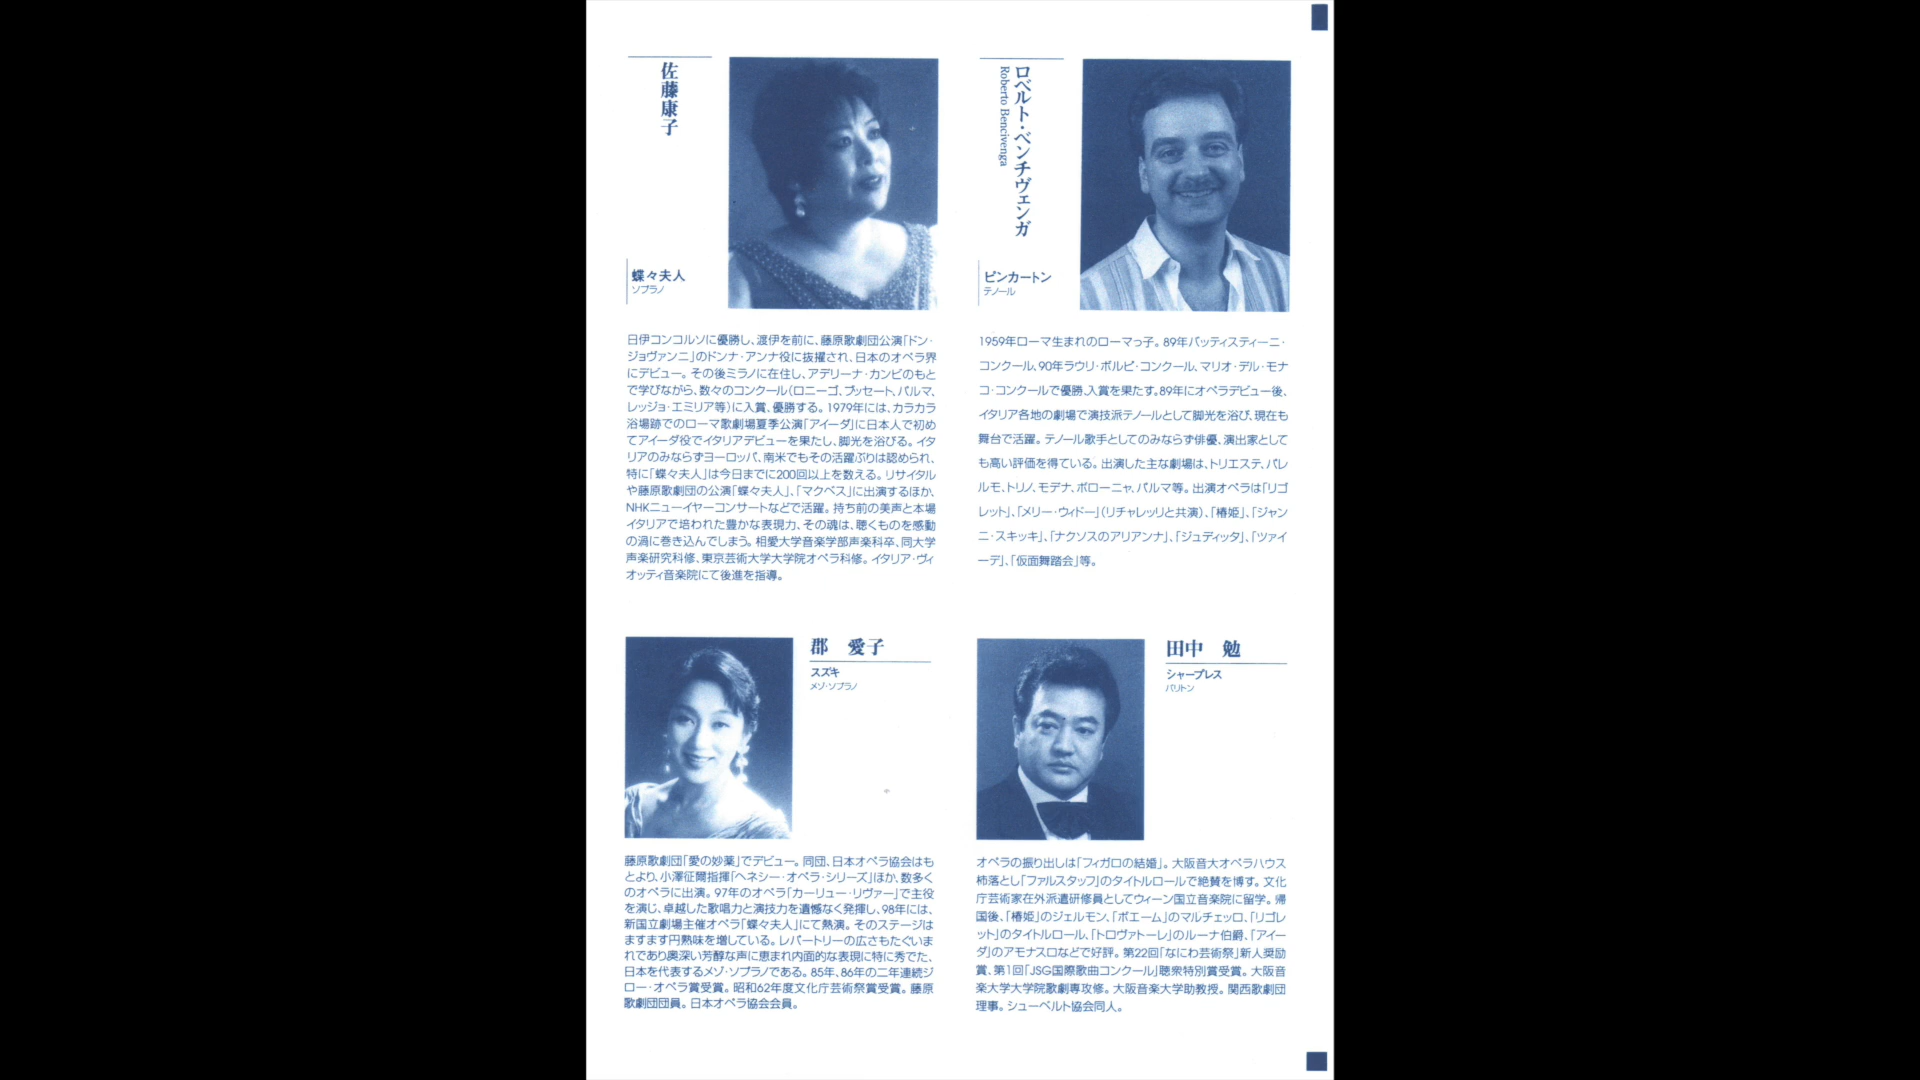 佐藤康子
蝶々夫人
ソプラノ
日伊コンコルソに優勝し、渡伊を前に、藤原歌劇団公演「ドン・
ジョヴァンニ」のドンナ・アンナ役に抜擢され、日本のオペラ界
にデビュー。その後ミラノに在住し、アデリーナ・カンビのもと
で学びながら、数々のコンクール(ロニーゴ、ブッセート、パルマ、
レッジョ・エミリア等)に入賞、優勝する。1979年には、カラカラ
浴場跡でのローマ歌劇場夏季公演「アイーダ」に日本人で初め
てアイーダ役でイタリアデビューを果たし、脚光を浴びる。イタ
リアのみならずヨーロッパ、南米でもその活躍ぶりは認められ、
特に「蝶々夫人」は今日までに200回以上を数える。リサイタル
や藤原歌劇団の公演「蝶々夫人」、「マクベス」に出演するほか、
NHKニューイヤーコンサートなどで活躍。持ち前の美声と本場
イタリアで培われた豊かな表現力、その魂は、聴くものを感動
の渦に巻き込んでしまう。相愛大学音楽学部声楽科卒、同大学
声楽研究科修、東京芸術大学大学院オペラ科修。イタリア・ヴィ
オッティ音楽院にて後進を指導。
ロベルト・ベンチヴェンガ
Roberto Bencivenga
ピンカートン
テノール
1959年ローマ生まれのローマっ子。89年バッティスティーニ・
コンクール、90年ラウリ・ボルピ・コンクール、マリオ・デル・モナ
コ・コンクールで優勝、入賞を果たす。89年にオペラデビュー後、
イタリア各地の劇場で演技派テノールとして脚光を浴び、現在も
舞台で活躍。テノール歌手としてのみならず俳優、演出家として
も高い評価を得ている。出演した主な劇場は、トリエステ、パレ
ルモ、トリノ、モデナ、ボローニャ、パルマ等。出演オペラは「リゴ
レット」、「メリー・ウィドー」(リチャレッリと共演)、「椿姫」、「ジャン
ニ・スキッキ」、「ナクソスのアリアンナ」、「ジュディッタ」、「ツァイ
ーデ」、「仮面舞踏会」等。
郡　愛子
スズキ
メゾ・ソプラノ
藤原歌劇団「愛の妙薬」でデビュー。同団、日本オペラ協会はも
とより、小澤征爾指揮「ヘネシー・オペラ・シリーズ」ほか、数多く
のオペラに出演。97年のオペラ「カーリュー・リヴァー」で主役
を演じ、卓越した歌唱力と演技力を遺憾なく発揮し、98年には、
新国立劇場主催オペラ「蝶々夫人」にて熱演。そのステージは
ますます円熟味を増している。レパートリーの広さもたぐいま
れであり奥深い芳醇な声に恵まれ内面的な表現に特に秀でた、
日本を代表するメゾ・ソプラノである。85年、86年の二年連続ジ
ロー・オペラ賞受賞。昭和62年度文化庁芸術祭賞受賞。藤原
歌劇団団員。日本オペラ協会会員。
田中　勉
シャープレス
バリトン
オペラの振り出しは「フィガロの結婚」。大阪音大オペラハウス
杮落とし「ファルスタッフ」のタイトルロールで絶賛を博す。文化
庁芸術家在外派遣研修員としてウィーン国立音楽院に留学。帰
国後、「椿姫」のジェルモン、「ボエーム」のマルチェッロ、「リゴレ
ット」のタイトルロール、「トロヴァトーレ」のルーナ伯爵、「アイー
ダ」のアモナスロなどで好評。第22回「なにわ芸術祭」新人奨励
賞、第1回「JSG国際歌曲コンクール」聴衆特別賞受賞。大阪音
楽大学大学院歌劇専攻修。大阪音楽大学助教授。関西歌劇団
理事。シューベルト協会同人。